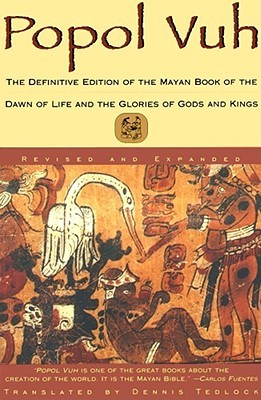 Popol Vuh
THE DEFINITIVE EDITION OF THE MAYAN BOOK OF THE
DAWN OF LIFE AND THE GLORIES OF GODS AND KINGS
REVISED AND EXPANDED
"POPOL VUH IS ONE OF THE GREAT BOOKS ABOUT THE
CREATION OF THE WORLD. IT IS THE MAYAN BIBLE." —CARLOS FUENTES
TRANSLATED BY DENNIS TEDLOCK